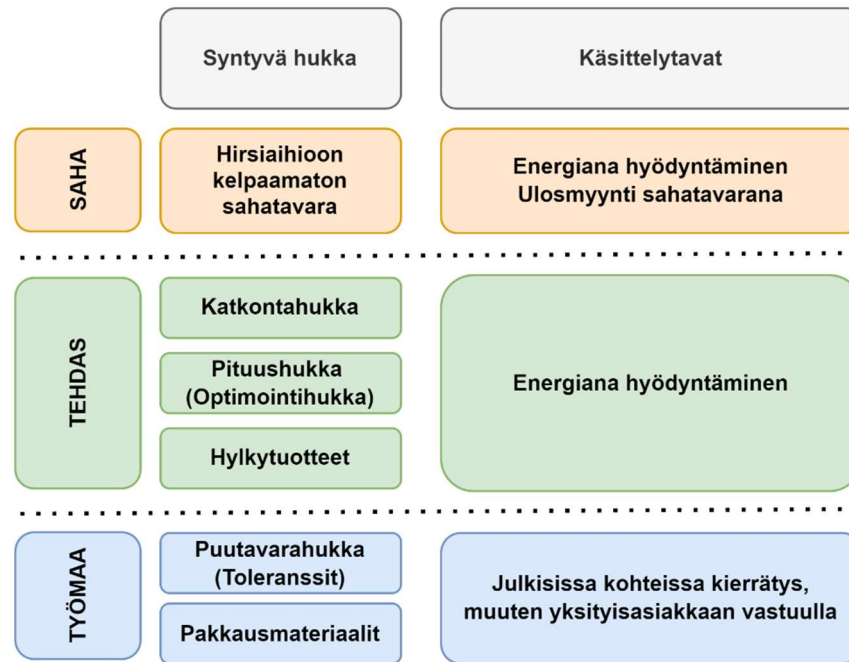 Syntyvä hukka
Käsittelytavat
SAHA
Hirsiaihioon
kelpaamaton
sahatavara
Energiana hyödyntäminen
Ulosmyynti sahatavarana
TEHDAS
Katkontahukka
Pituushukka
(Optimointihukka)
Hylkytuotteet
Energiana hyödyntäminen
TYÖMAA
Puutavarahukka
(Toleranssit)
Pakkausmateriaalit
Julkisissa kohteissa kierrätys,
muuten yksityisasiakkaan vastuulla